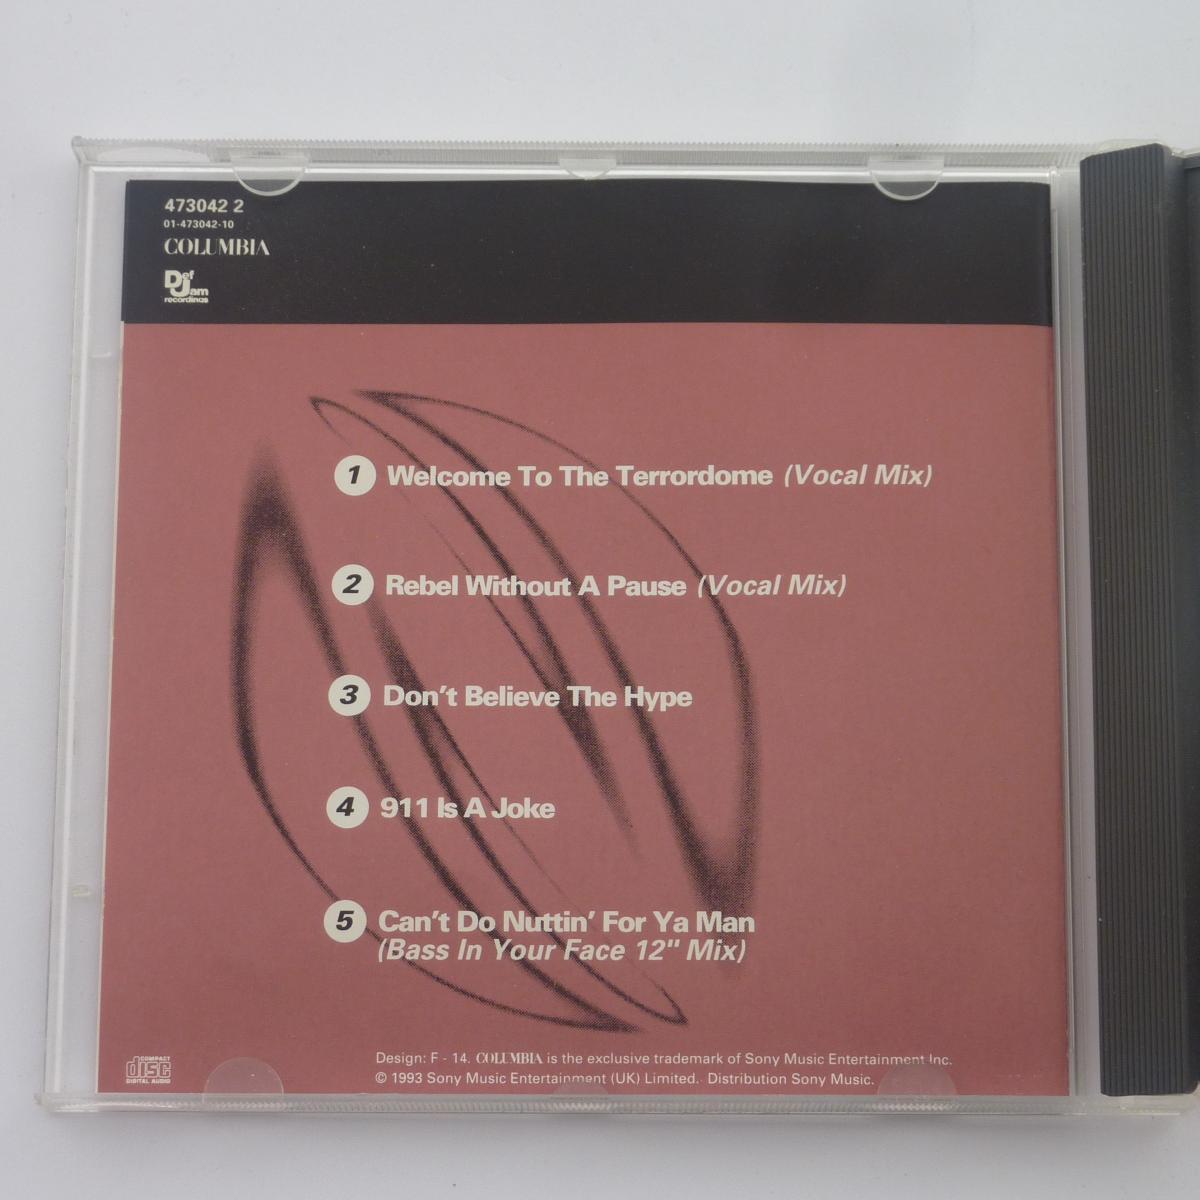 473042 2
01-473042-10
COLUMBIA
Def
Jam
recordings
1 Welcome To The Terrordome (Vocal Mix)
2 Rebel Without A Pause (Vocal Mix)
3 Don't Believe The Hype
4 911 Is A Joke
5 Can't Do Nuttin' For Ya Man
(Bass In Your Face 12" Mix)
Design: F - 14. COLUMBIA is the exclusive trademark of Sony Music Entertainment Inc.
© 1993 Sony Music Entertainment (UK) Limited. Distribution Sony Music.
COMPACT
disc
DIGITAL AUDIO